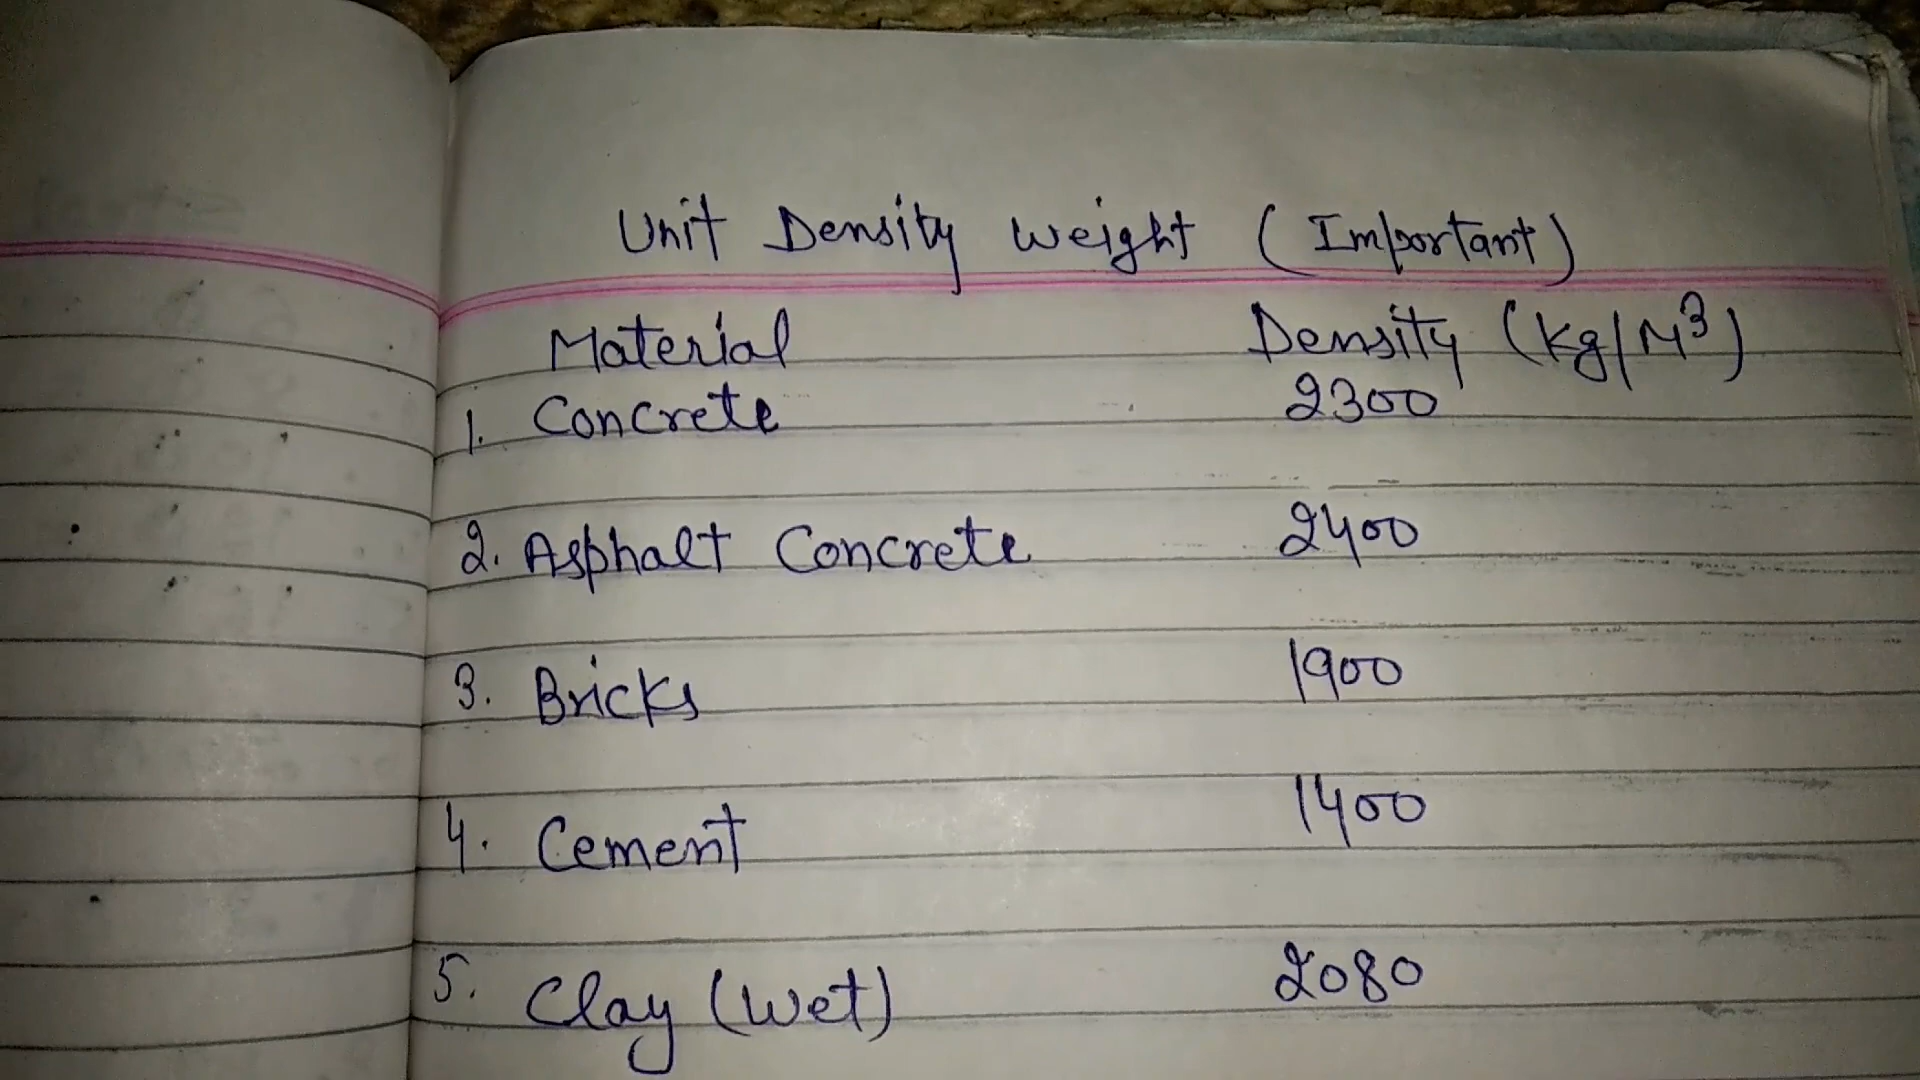 Unit Density Weight (Important)
Material Density (Kg/M³)
1. Concrete 2300
2. Asphalt Concrete 2400
3. Bricks 1900
4. Cement 1400
5. Clay (Wet) 2080